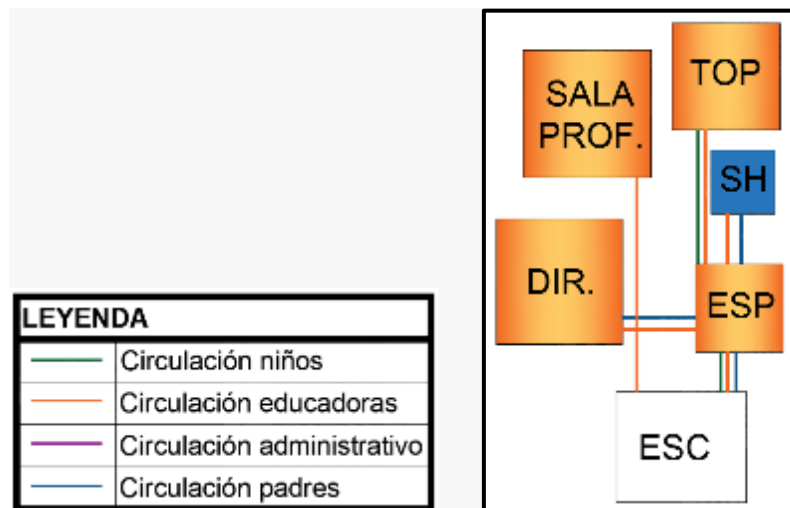 SALA
PROF.
TOP
SH
DIR.
ESP
ESC
LEYENDA
Circulación niños
Circulación educadoras
Circulación administrativo
Circulación padres